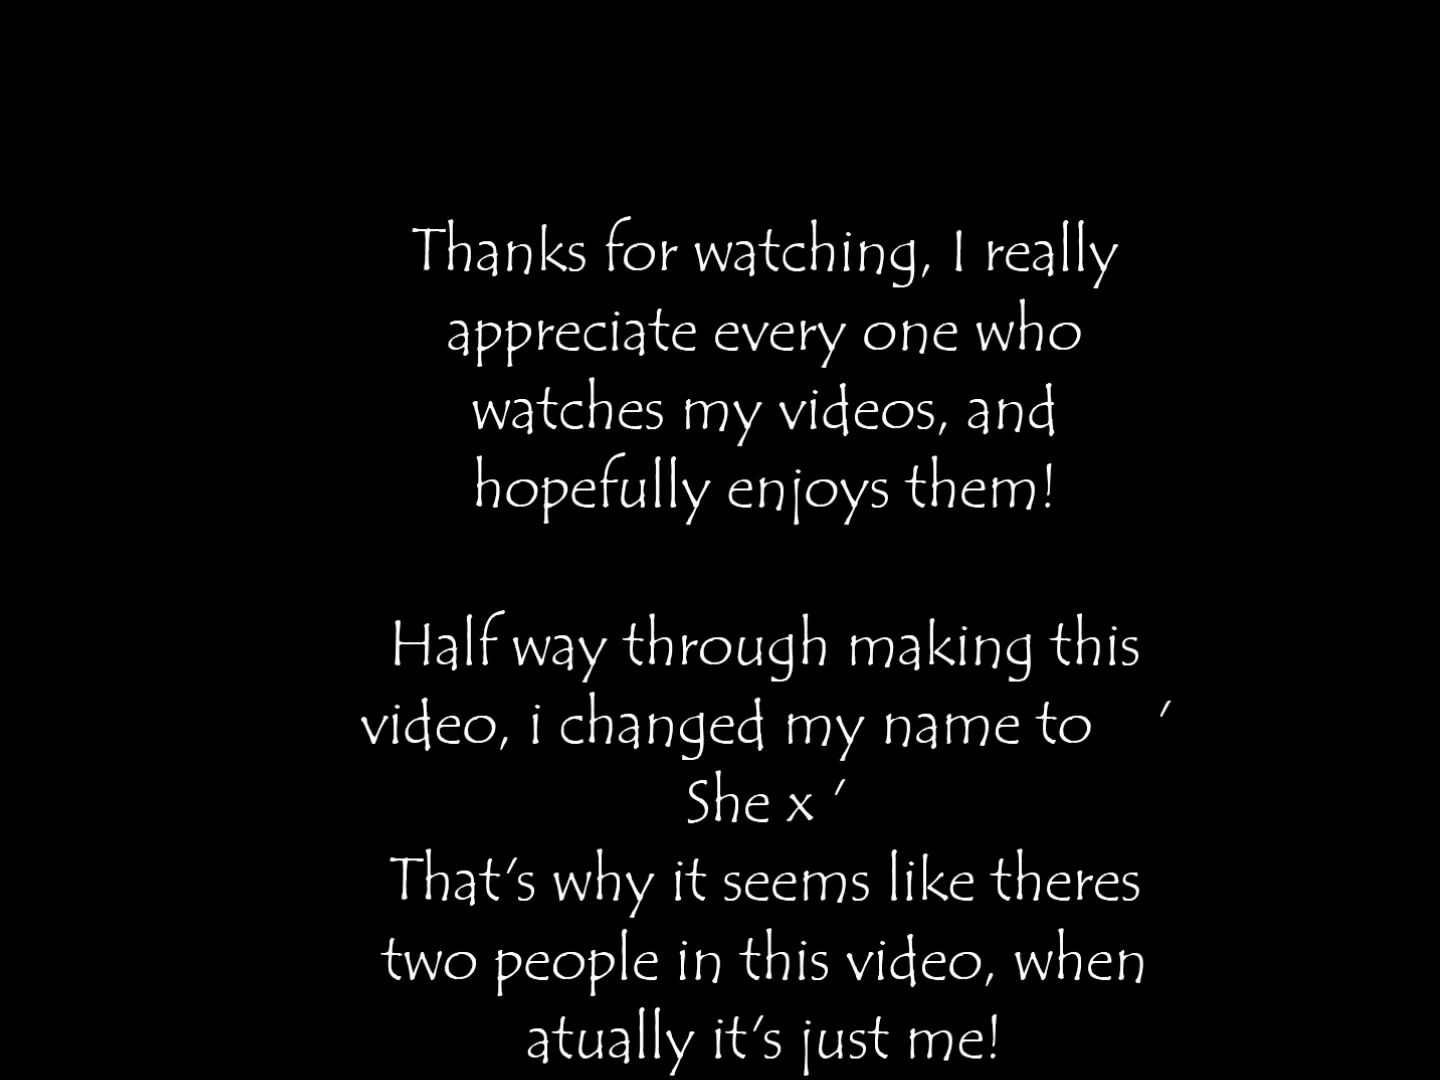 Thanks for watching, I really
appreciate every one who
watches my videos, and
hopefully enjoys them!
Half way through making this
video, i changed my name to '
She x '
That's why it seems like theres
two people in this video, when
atually it's just me!